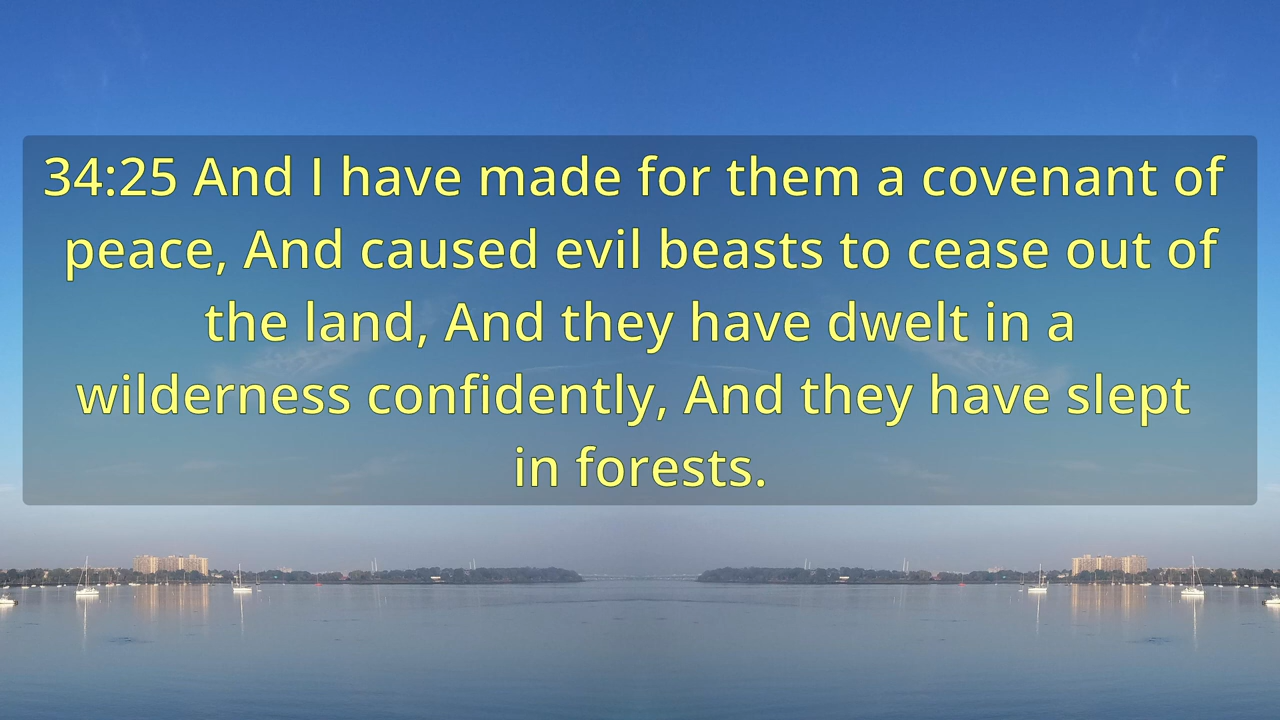 34:25 And I have made for them a covenant of
peace, And caused evil beasts to cease out of
the land, And they have dwelt in a
wilderness confidently, And they have slept
in forests.